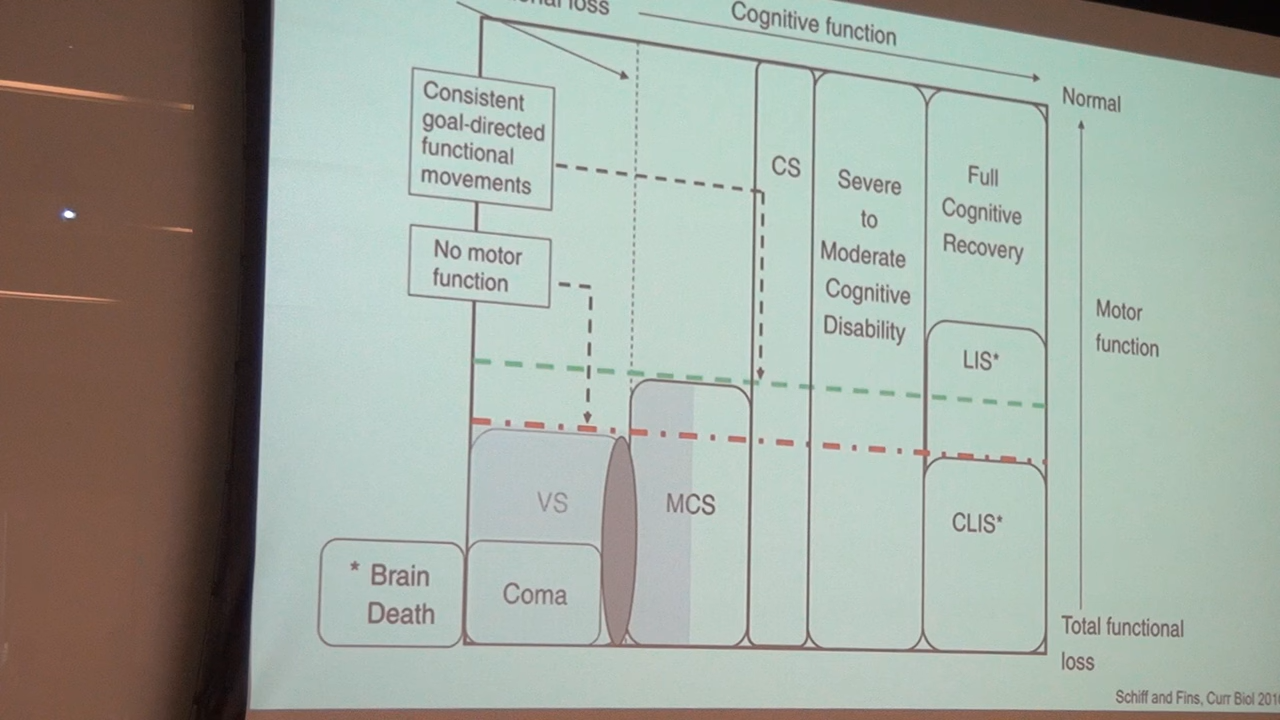 loss
Cognitive function
Normal
Consistent
goal-directed
functional
movements
No motor
function
CS
Severe
to
Moderate
Cognitive
Disability
Full
Cognitive
Recovery
LIS*
Motor
function
VS
MCS
CLIS*
* Brain
Death
Coma
Total functional
loss
Schiff and Fins, Curr Biol